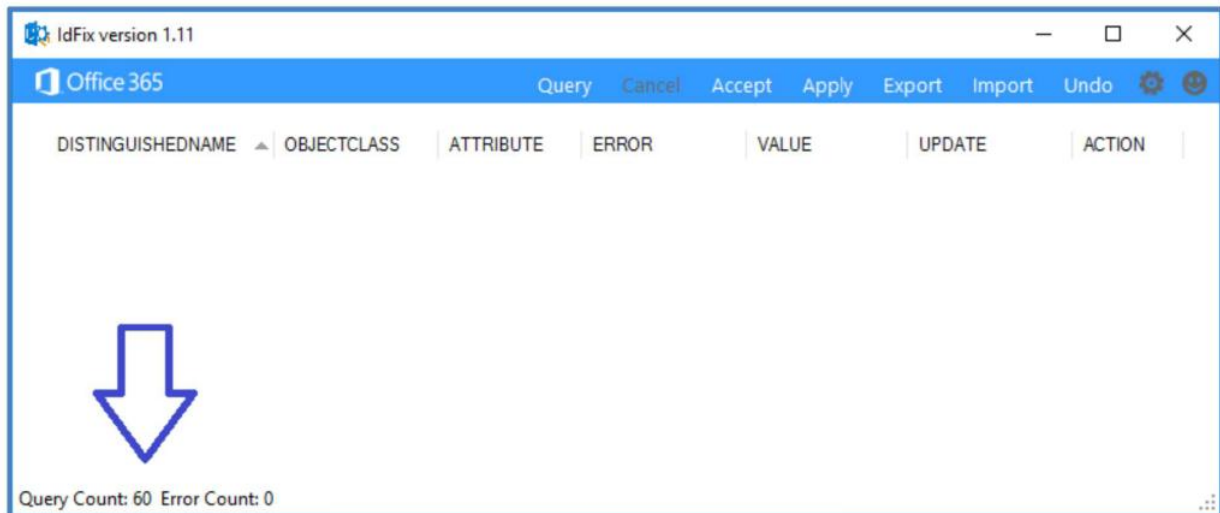 IdFix version 1.11
Office 365 Query Cancel Accept Apply Export Import Undo
DISTINGUISHEDNAME OBJECTCLASS ATTRIBUTE ERROR VALUE UPDATE ACTION
Query Count: 60 Error Count: 0